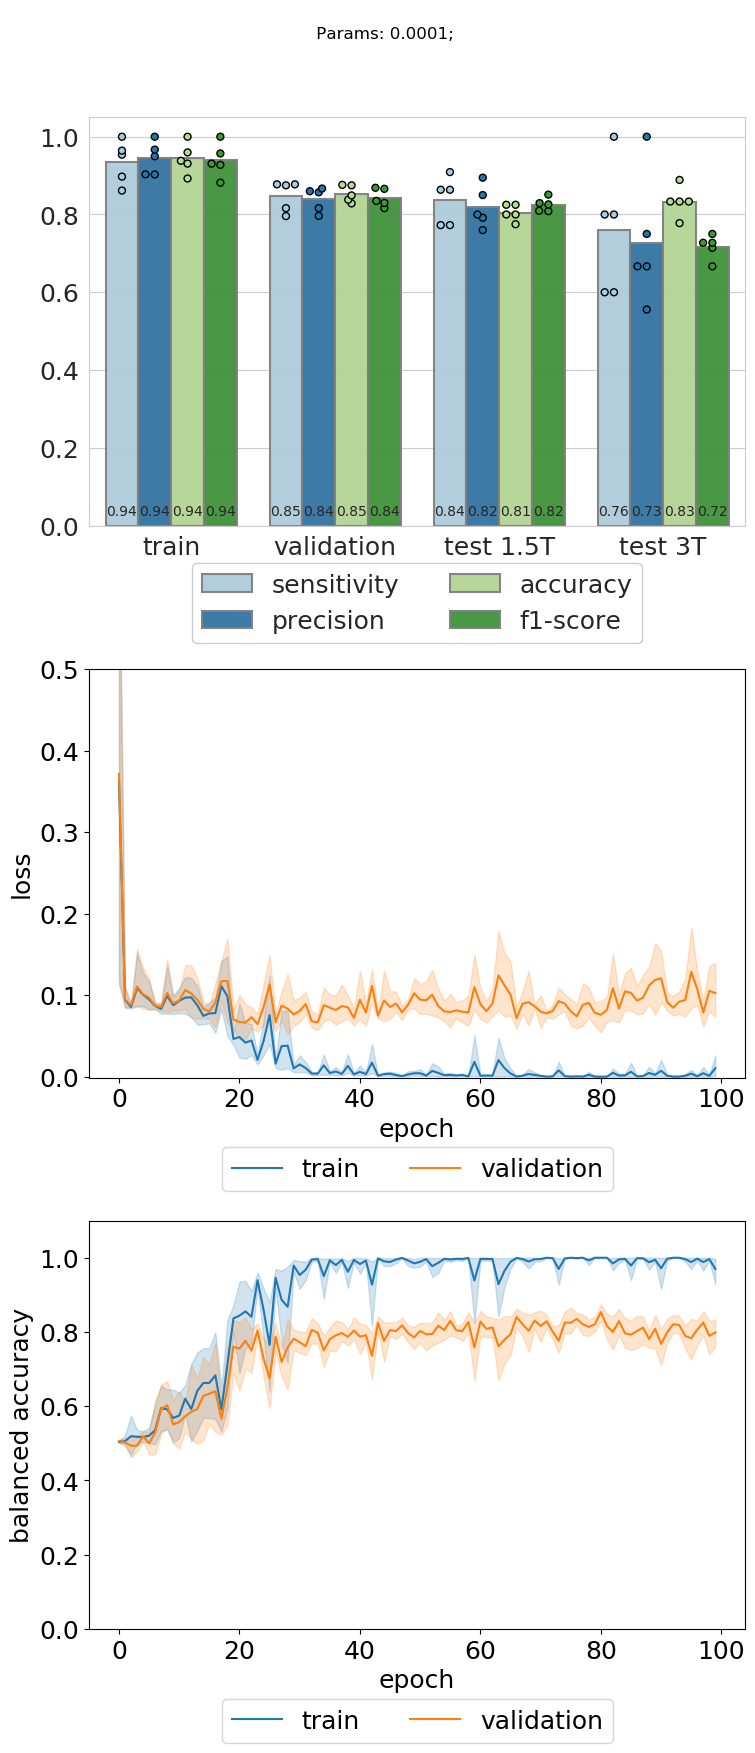 Params: 0.0001;
1.0
0.8
0.6
0.4
0.2
0.0
0.94 0.94 0.94 0.94 0.85 0.84 0.85 0.84 0.84 0.82 0.81 0.82 0.76 0.73 0.83 0.72
train validation test 1.5T test 3T
sensitivity accuracy
precision f1-score
0.5
0.4
0.3
0.2
0.1
0.0
loss
0 20 40 60 80 100
epoch
train validation
1.0
0.8
0.6
0.4
0.2
0.0
balanced accuracy
0 20 40 60 80 100
epoch
train validation